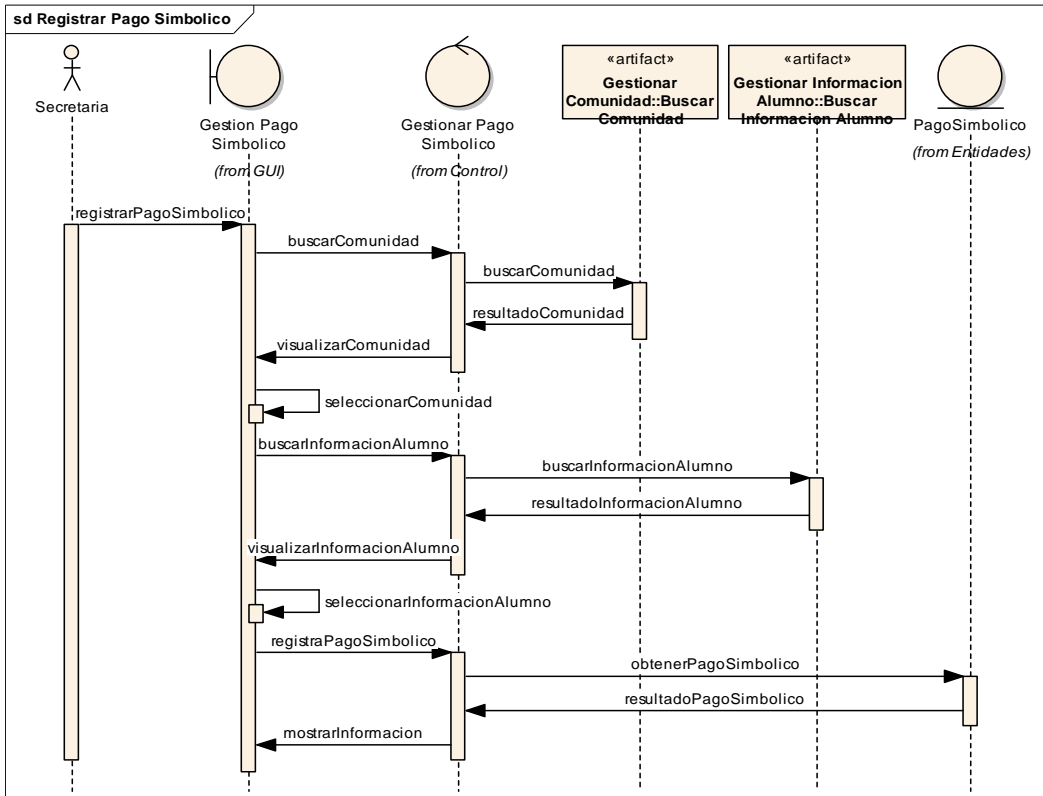 sd Registrar Pago Simbolico
Secretaria
Gestion Pago
Simbolico
(from GUI)
Gestionar Pago
Simbolico
(from Control)
«artifact»
Gestionar
Comunidad::Buscar
Comunidad
«artifact»
Gestionar Informacion
Alumno::Buscar
Informacion Alumno
PagoSimbolico
(from Entidades)
registrarPagoSimbolico
buscarComunidad
buscarComunidad
resultadoComunidad
visualizarComunidad
seleccionarComunidad
buscarInformacionAlumno
buscarInformacionAlumno
resultadoInformacionAlumno
visualizarInformacionAlumno
seleccionarInformacionAlumno
registraPagoSimbolico
obtenerPagoSimbolico
resultadoPagoSimbolico
mostrarInformacion